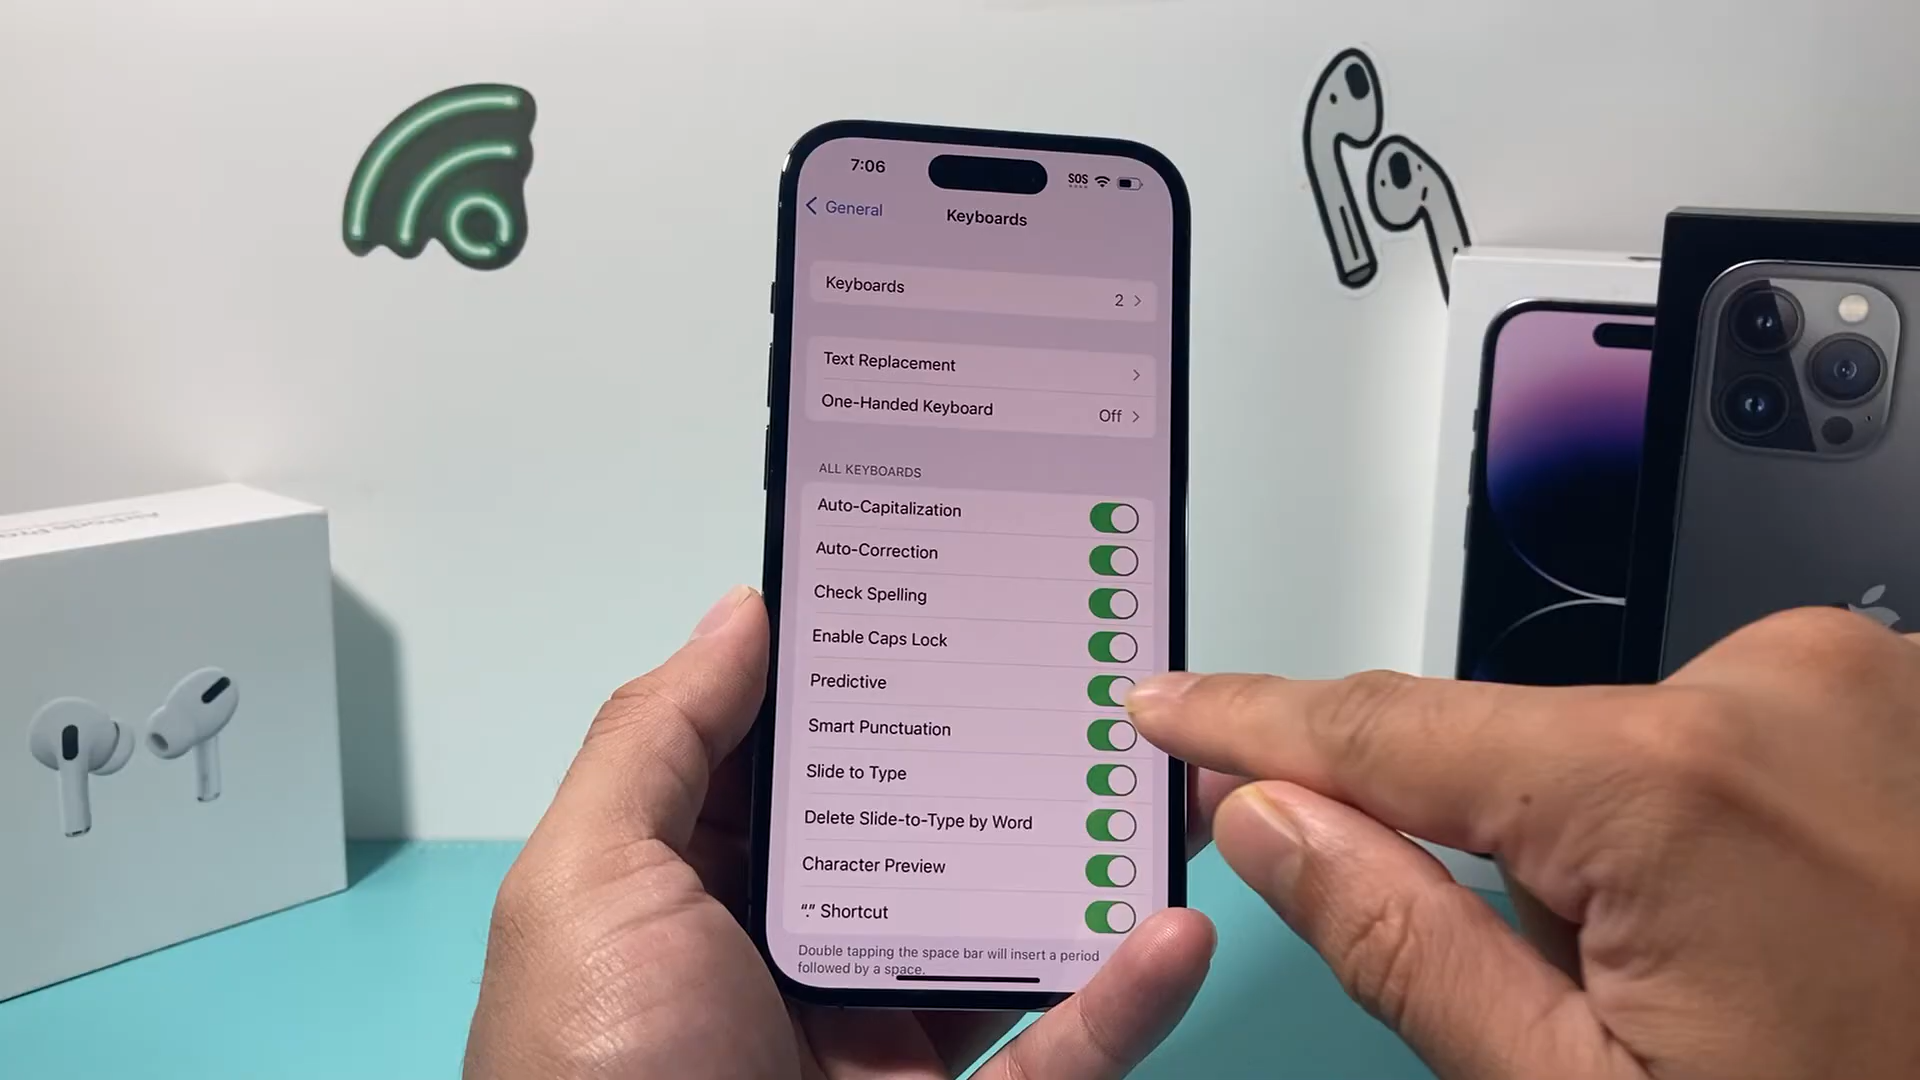 AirPods Pro
7:06
SOS
General
Keyboards
Keyboards
2
Text Replacement
One-Handed Keyboard
Off
ALL KEYBOARDS
Auto-Capitalization
Auto-Correction
Check Spelling
Enable Caps Lock
Predictive
Smart Punctuation
Slide to Type
Delete Slide-to-Type by Word
Character Preview
“.” Shortcut
Double tapping the space bar will insert a period
followed by a space.